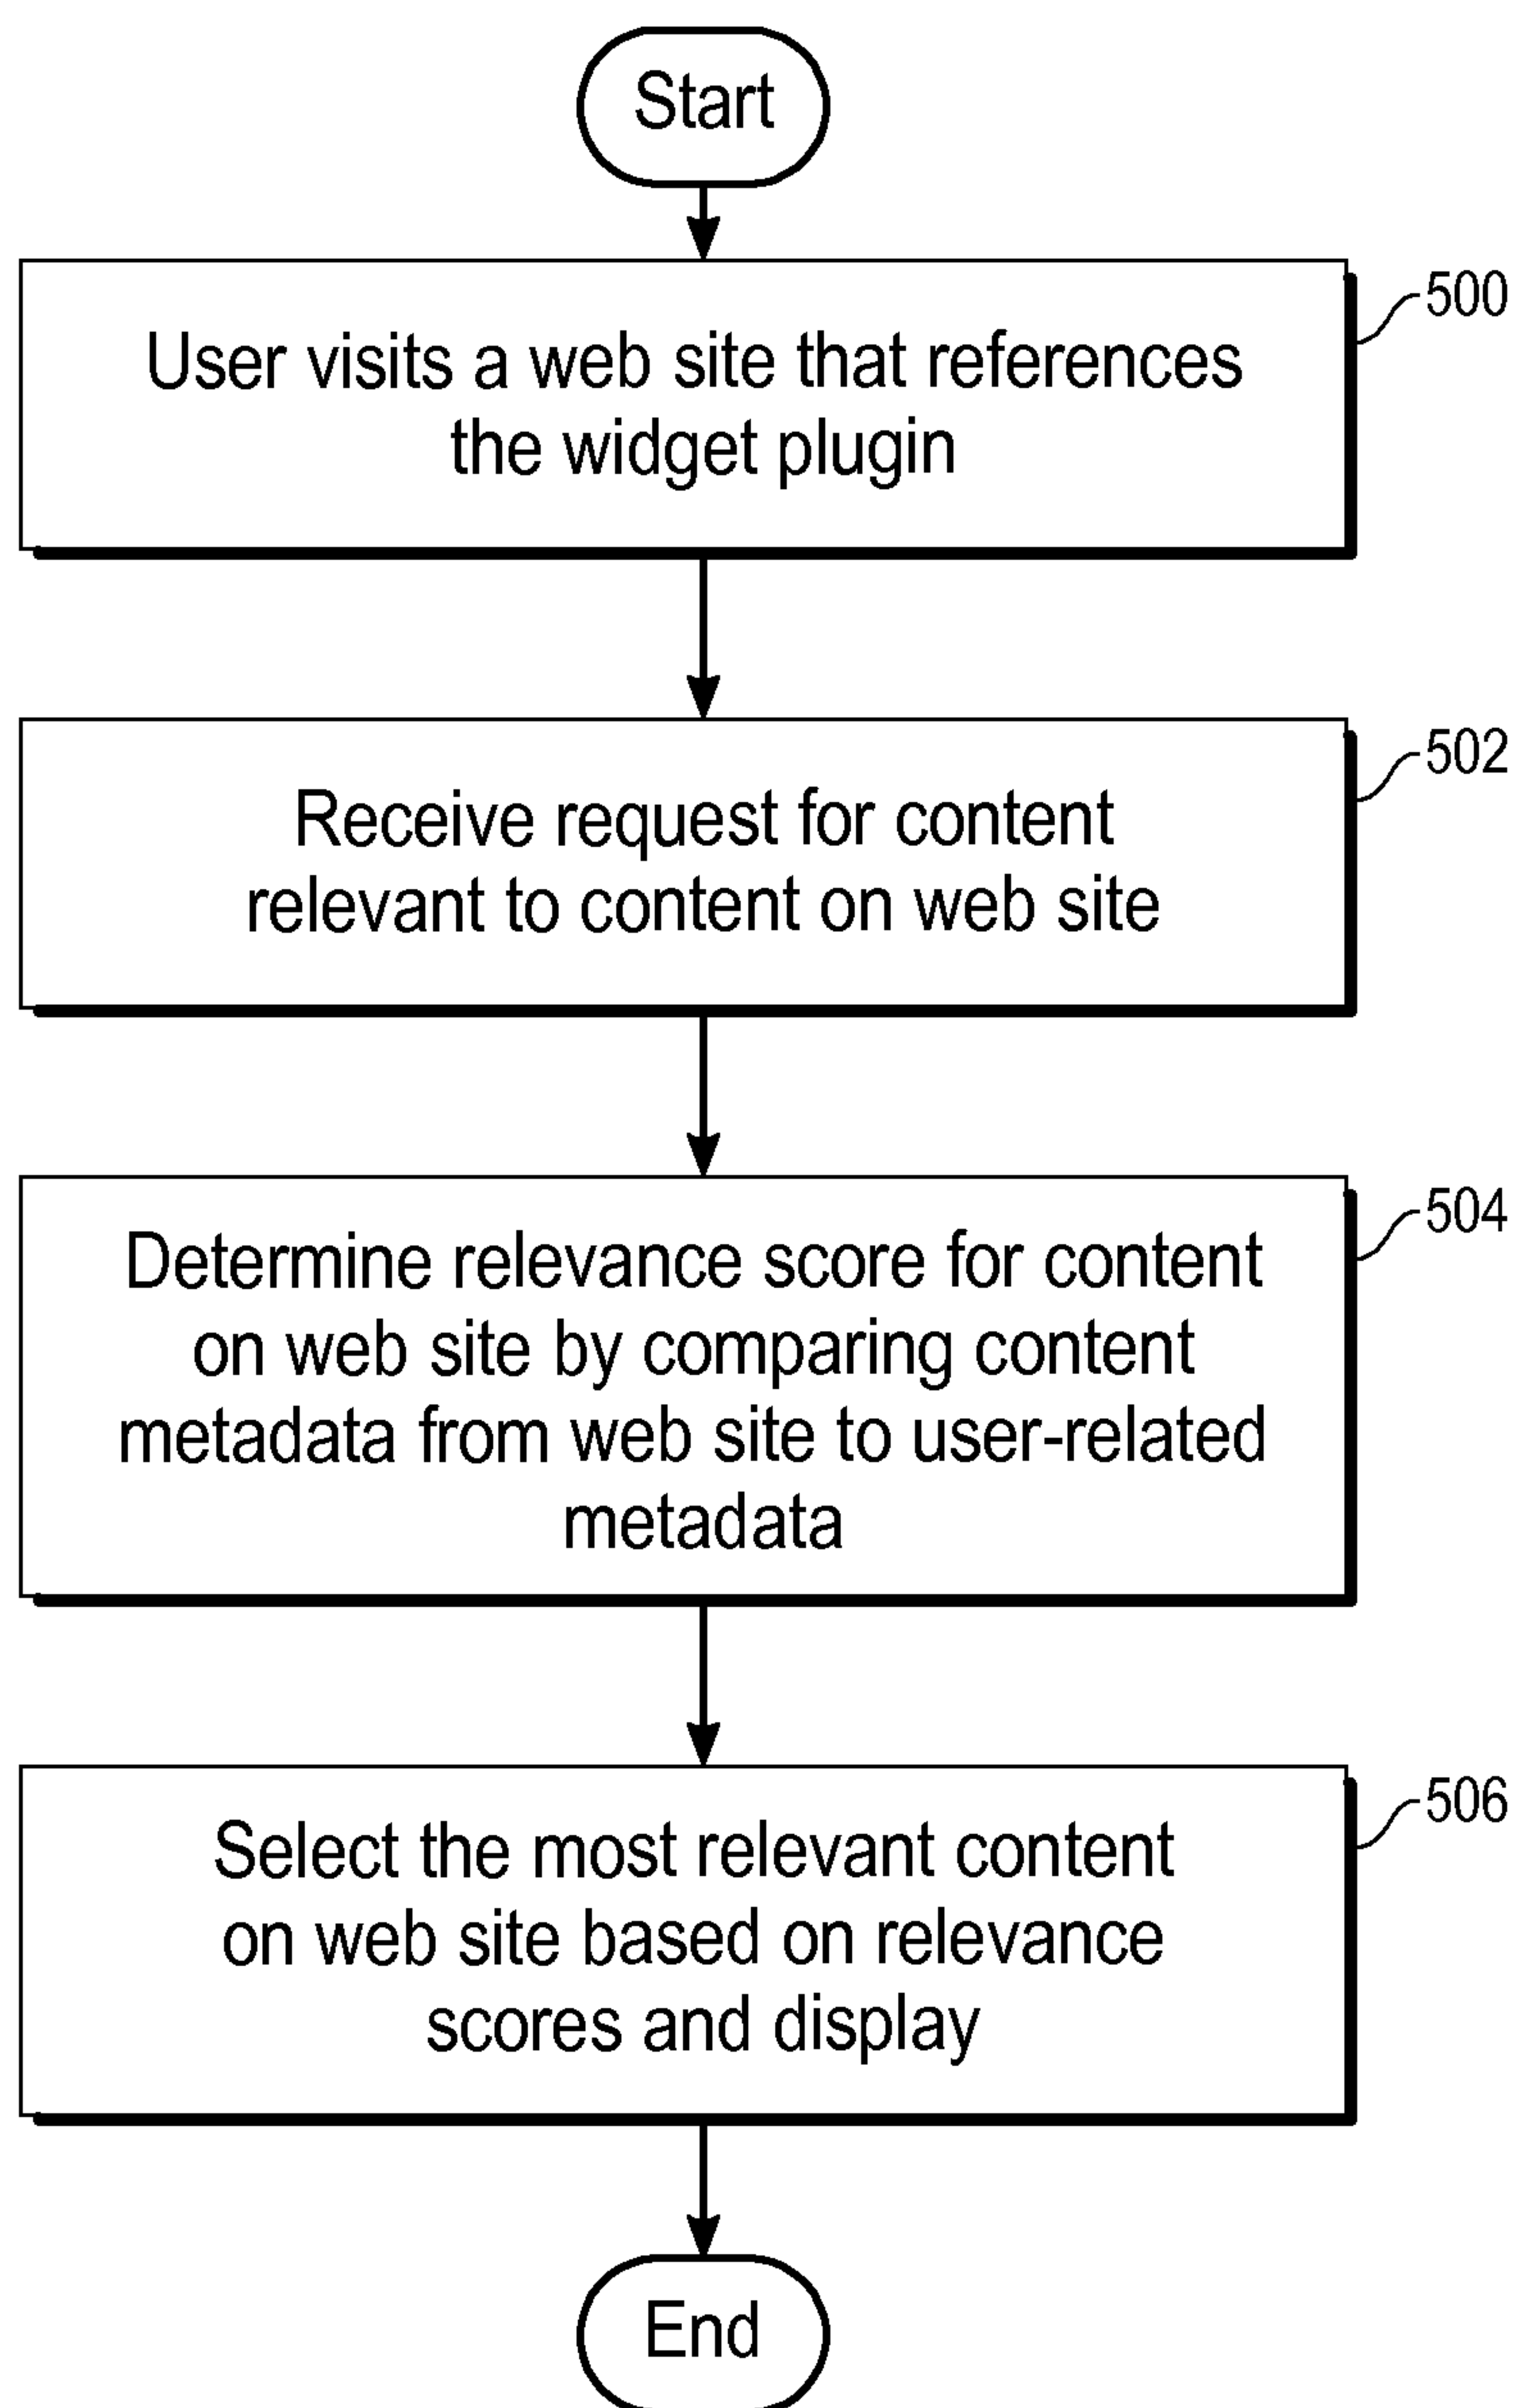 Start
500
User visits a web site that references
the widget plugin
502
Receive request for content
relevant to content on web site
504
Determine relevance score for content
on web site by comparing content
metadata from web site to user-related
metadata
506
Select the most relevant content
on web site based on relevance
scores and display
End